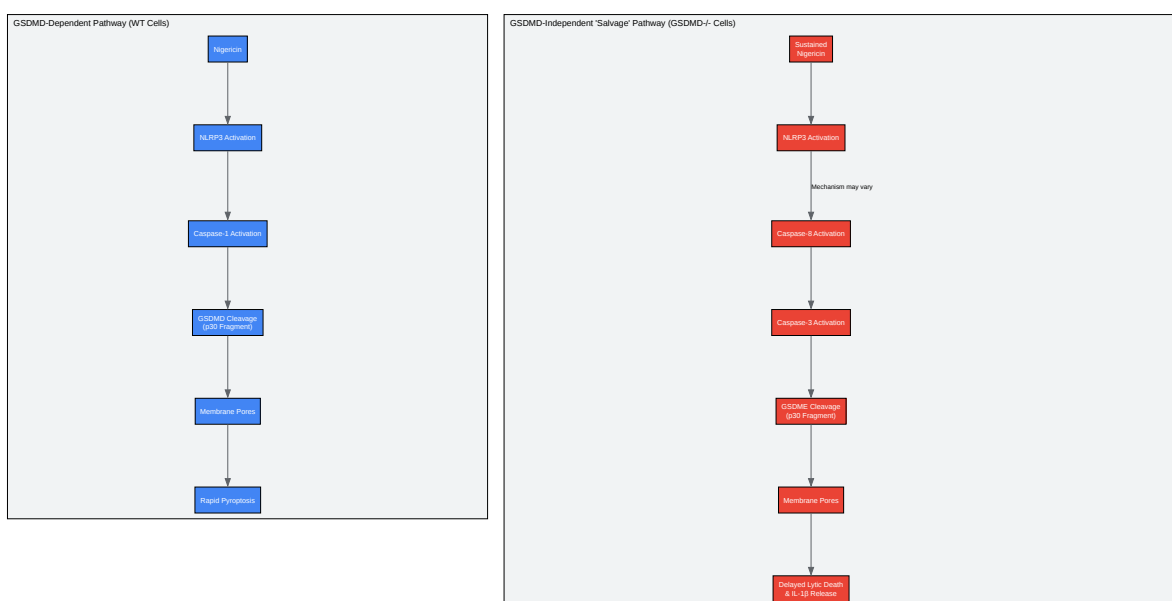 GSDMD-Dependent Pathway (WT Cells)
Nigericin
NLRP3 Activation
Caspase-1 Activation
GSDMD Cleavage
(p30 Fragment)
Membrane Pores
Rapid Pyroptosis
GSDMD-Independent 'Salvage' Pathway (GSDMD-/- Cells)
Sustained
Nigericin
NLRP3 Activation
Mechanism may vary
Caspase-8 Activation
Caspase-3 Activation
GSDME Cleavage
(p30 Fragment)
Membrane Pores
Delayed Lytic Death
& IL-1β Release